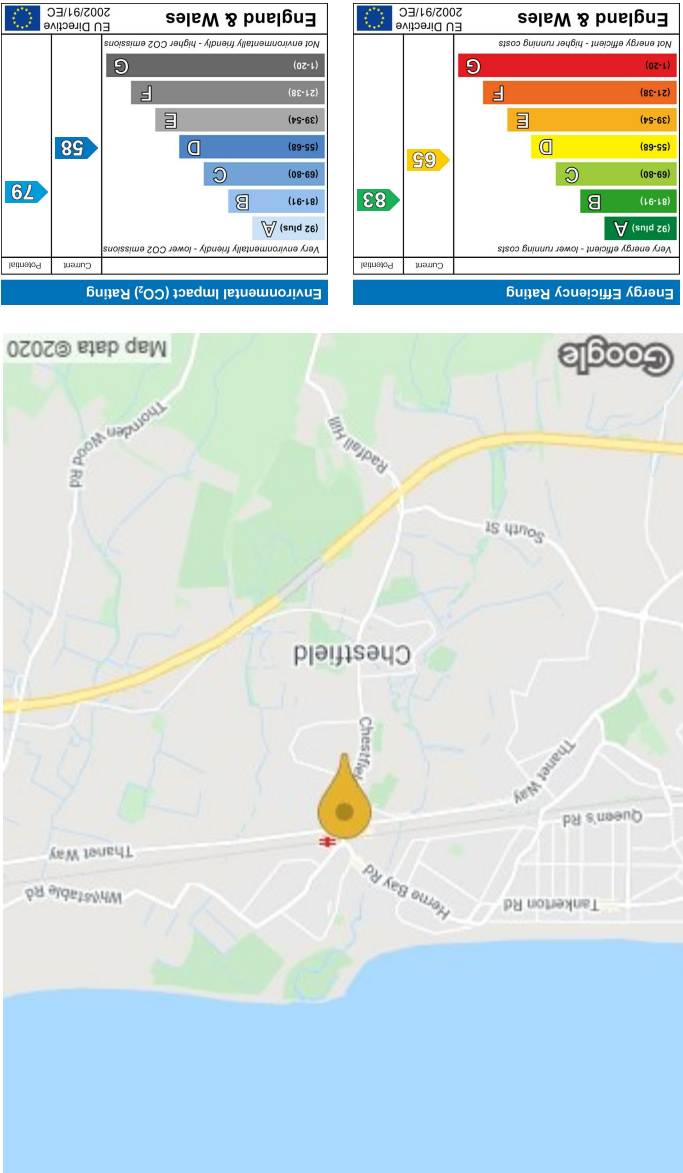 Tankerton Rd
Herne Bay Rd
Whitstable Rd
Queen's Rd
Thanet Way
Thanet Way
Chestfiel
Chestfield
South St
Radfall Hill
Thornden Wood Rd
Google
Map data ©2020
Energy Efficiency Rating
Current
Potential
Very energy efficient - lower running costs
(92 plus) A
(81-91) B
(69-80) C
(55-68) D
(39-54) E
(21-38) F
(1-20) G
Not energy efficient - higher running costs
65
83
England & Wales
EU Directive
2002/91/EC
Environmental Impact (CO₂) Rating
Current
Potential
Very environmentally friendly - lower CO2 emissions
(92 plus) A
(81-91) B
(69-80) C
(55-68) D
(39-54) E
(21-38) F
(1-20) G
Not environmentally friendly - higher CO2 emissions
58
79
England & Wales
EU Directive
2002/91/EC